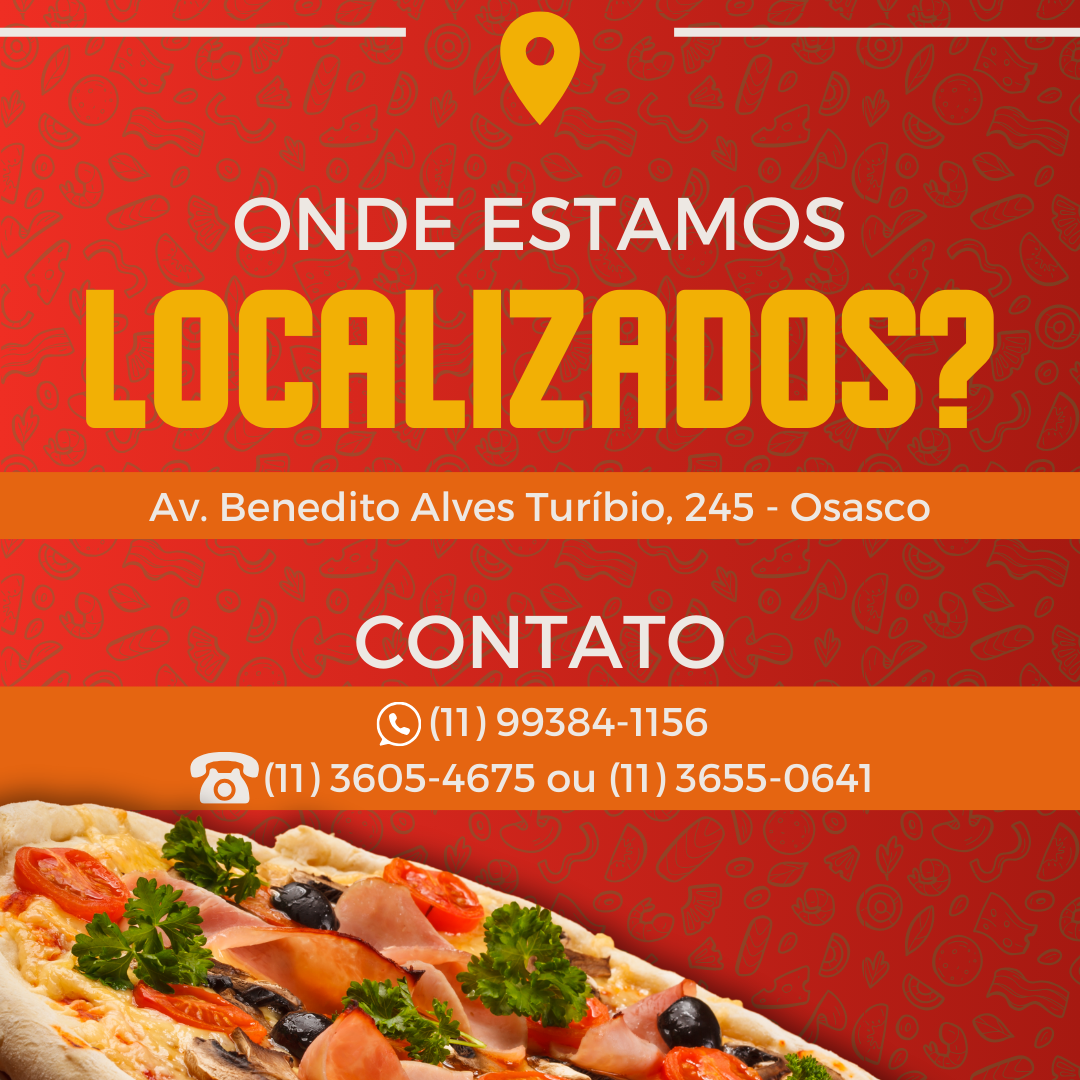 ONDE ESTAMOS
LOCALIZADOS?
Av. Benedito Alves Turíbio, 245 - Osasco
CONTATO
(11) 99384-1156
(11) 3605-4675 ou (11) 3655-0641